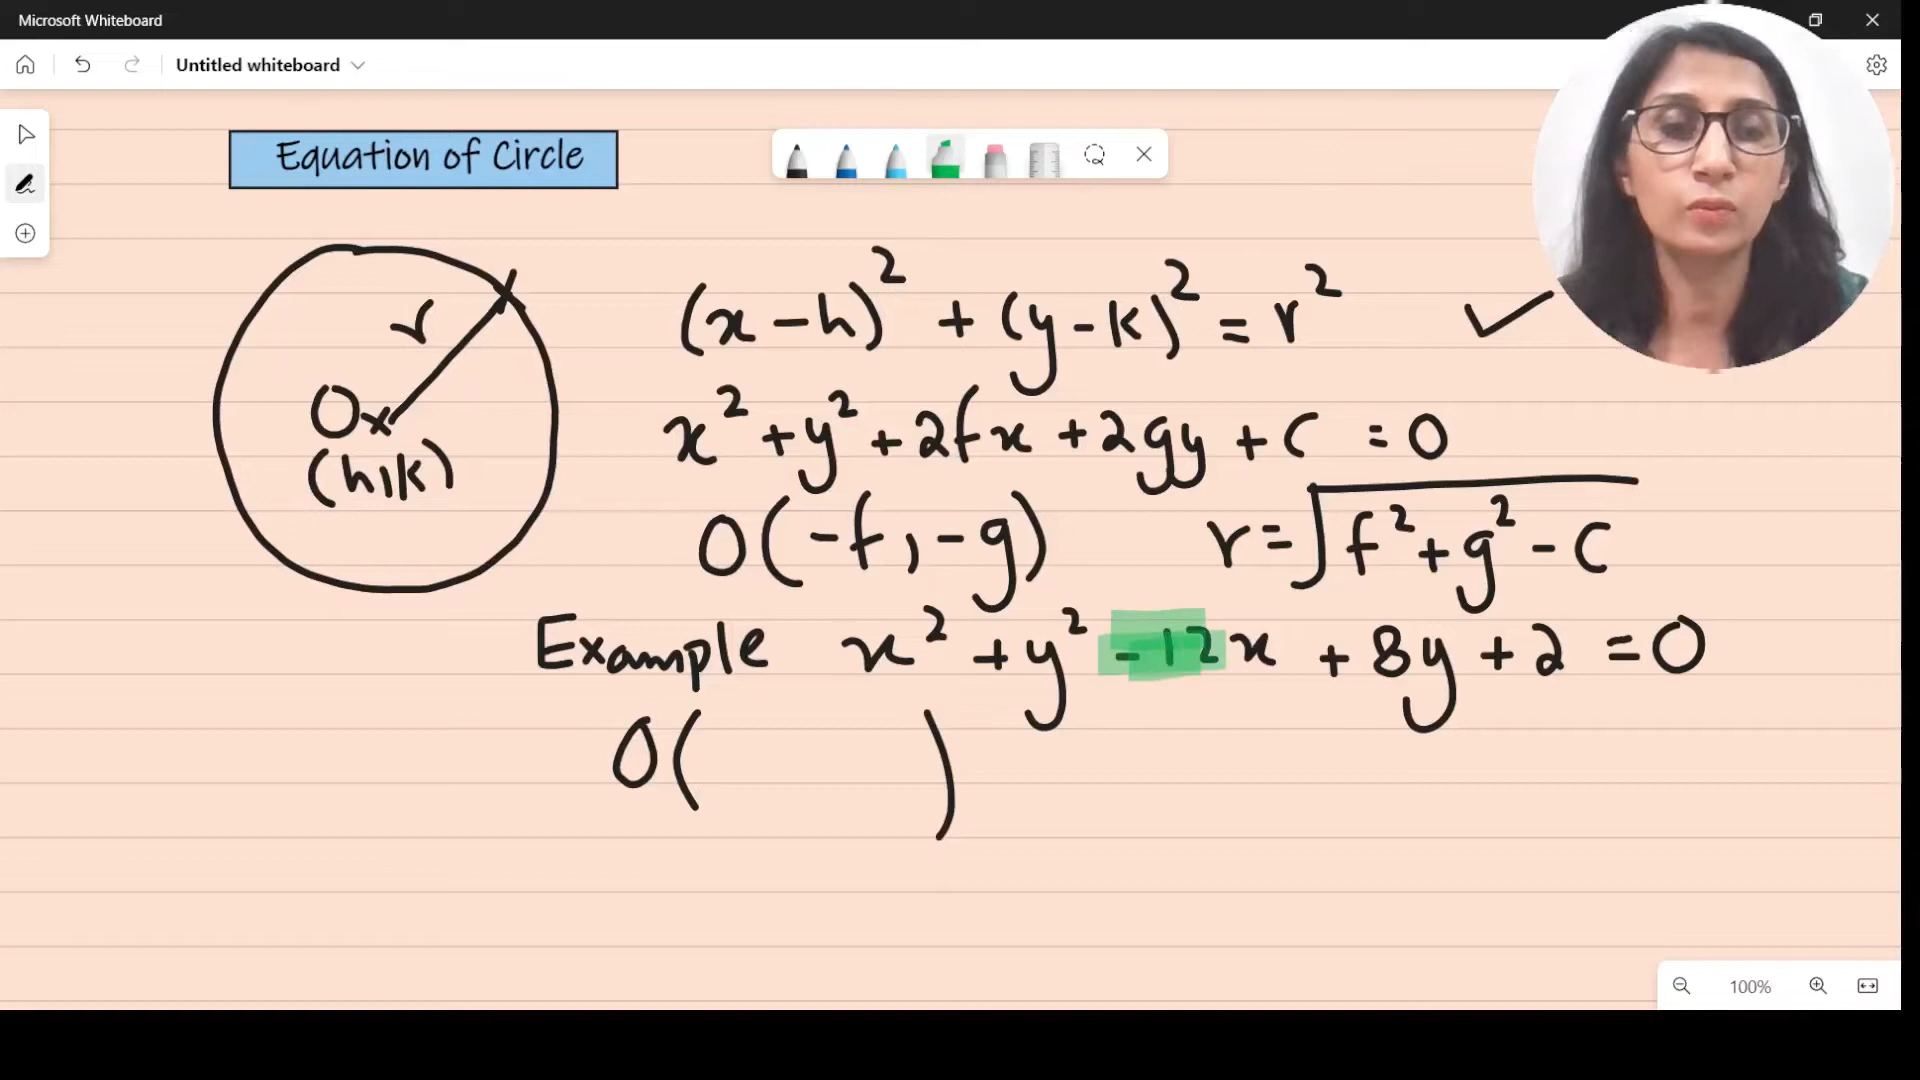 Microsoft Whiteboard
Untitled whiteboard
Equation of Circle
r
O
(h,k)
(x-h)² + (y-k)² = r²
x² + y² + 2fx + 2gy + c = 0
O(-f, -g) r = √f² + g² - c
Example x² + y² - 12x + 8y + 2 = 0
O( )
100%